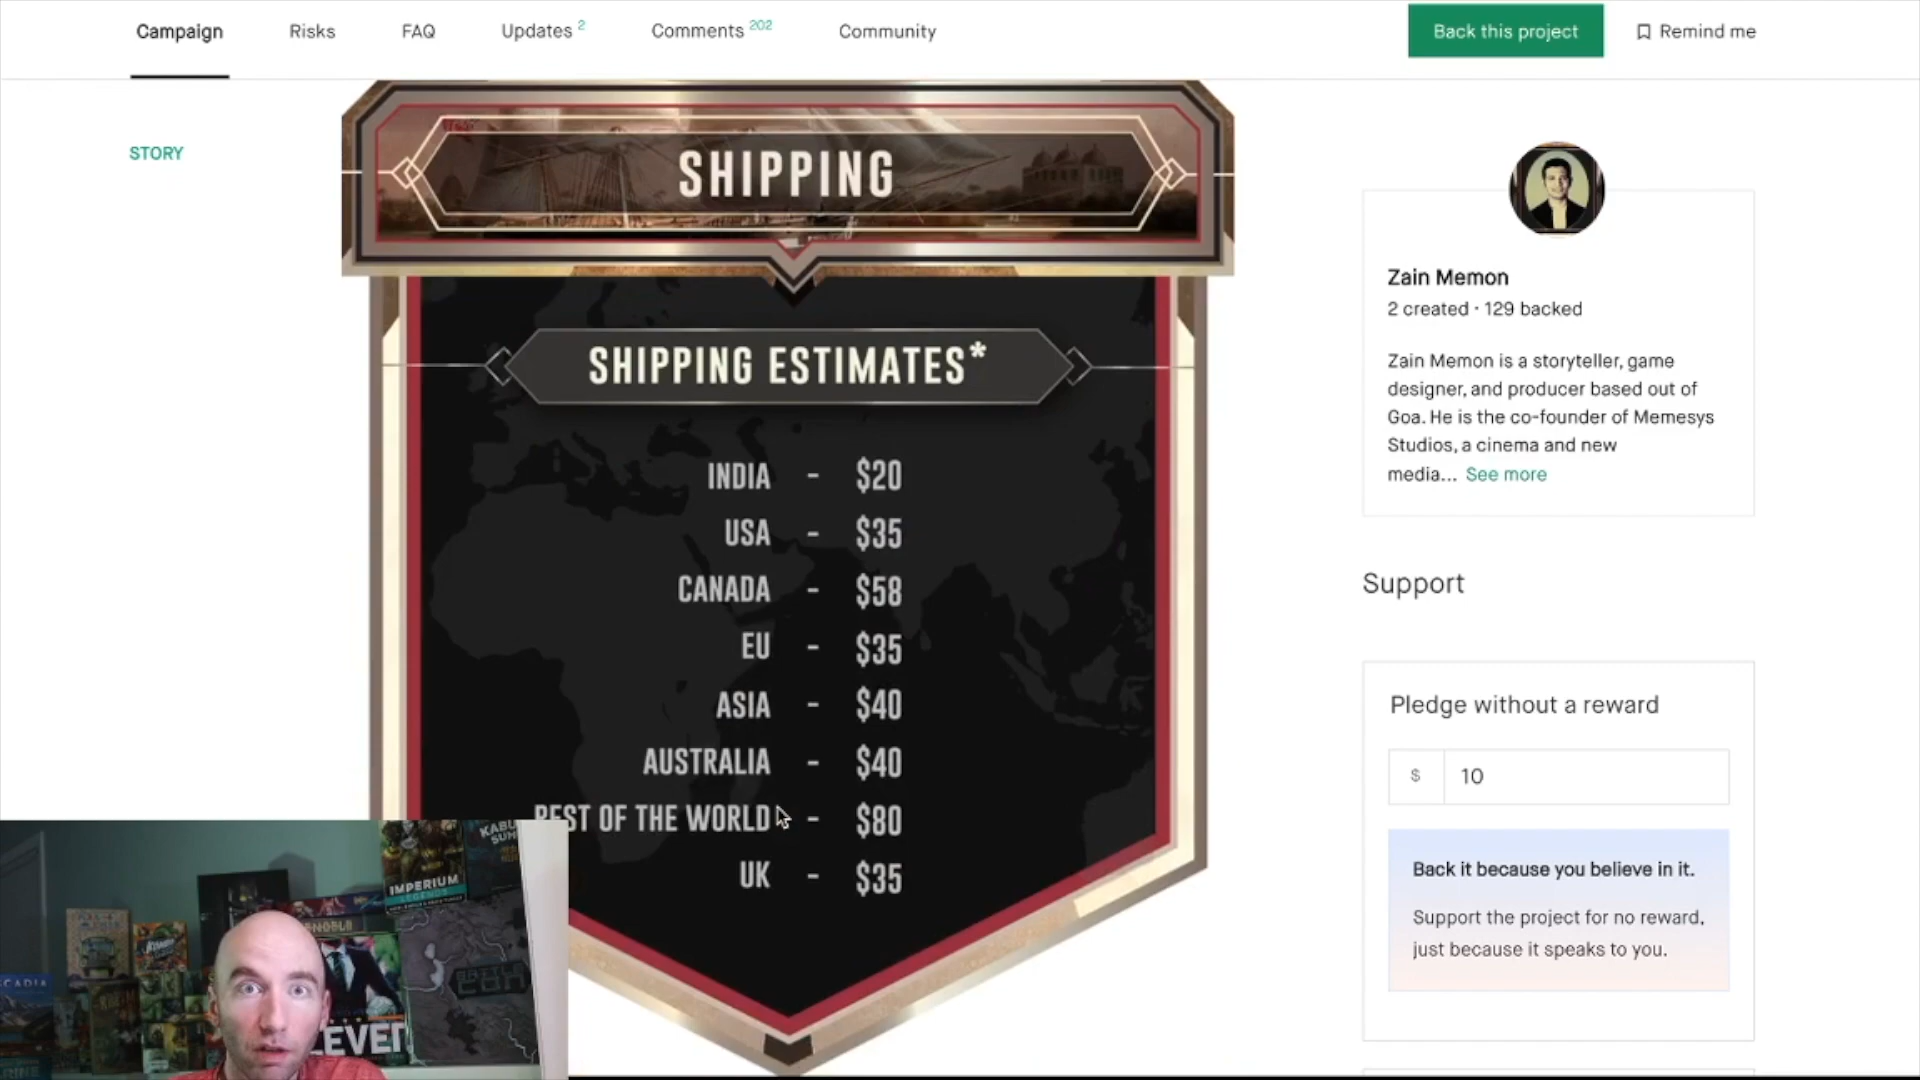 Campaign
Risks
FAQ
Updates 2
Comments 202
Community
Back this project
Remind me
STORY
SHIPPING
SHIPPING ESTIMATES*
INDIA - $20
USA - $35
CANADA - $58
EU - $35
ASIA - $40
AUSTRALIA - $40
REST OF THE WORLD - $80
UK - $35
Zain Memon
2 created · 129 backed
Zain Memon is a storyteller, game
designer, and producer based out of
Goa. He is the co-founder of Memesys
Studios, a cinema and new
media... See more
Support
Pledge without a reward
$ 10
Back it because you believe in it.
Support the project for no reward,
just because it speaks to you.
IMPERIUM
LEGENDS